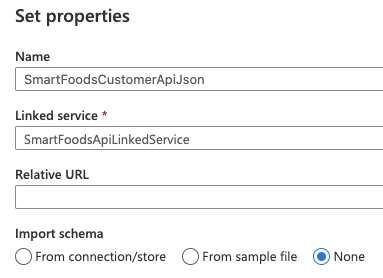 Set properties
Name
SmartFoodsCustomerApiJson
Linked service *
SmartFoodsApiLinkedService
Relative URL
Import schema
From connection/store From sample file None